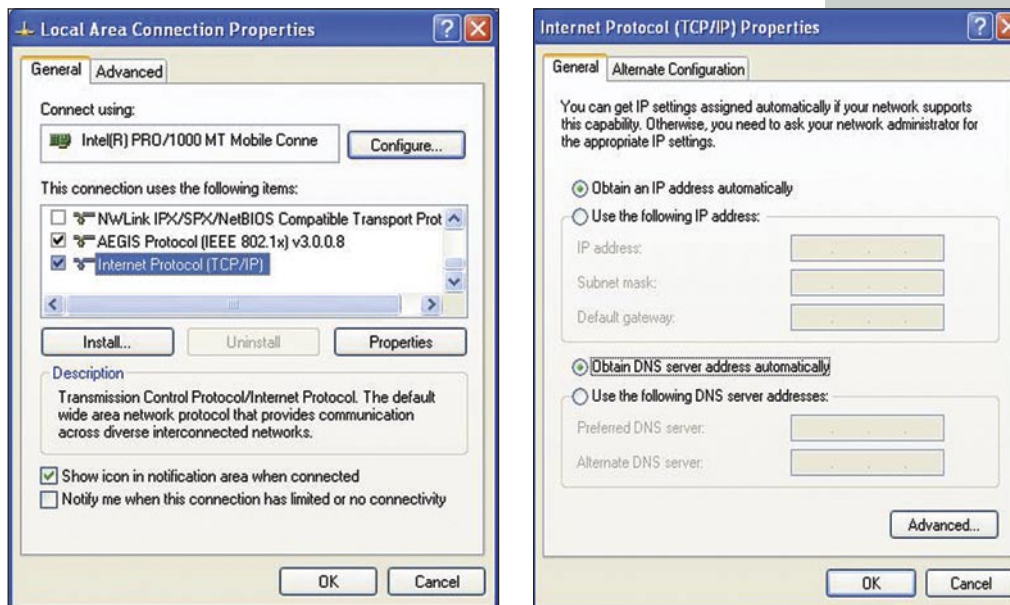 Local Area Connection Properties
General Advanced
Connect using:
Intel(R) PRO/1000 MT Mobile Conne
Configure...
This connection uses the following items:
NWLink IPX/SPX/NetBIOS Compatible Transport Prot
AEGIS Protocol (IEEE 802.1x) v3.0.0.8
Internet Protocol (TCP/IP)
Install... Uninstall Properties
Description
Transmission Control Protocol/Internet Protocol. The default
wide area network protocol that provides communication
across diverse interconnected networks.
Show icon in notification area when connected
Notify me when this connection has limited or no connectivity
OK Cancel
Internet Protocol (TCP/IP) Properties
General Alternate Configuration
You can get IP settings assigned automatically if your network supports
this capability. Otherwise, you need to ask your network administrator for
the appropriate IP settings.
Obtain an IP address automatically
Use the following IP address:
IP address:
Subnet mask:
Default gateway:
Obtain DNS server address automatically
Use the following DNS server addresses:
Preferred DNS server:
Alternate DNS server:
Advanced...
OK Cancel